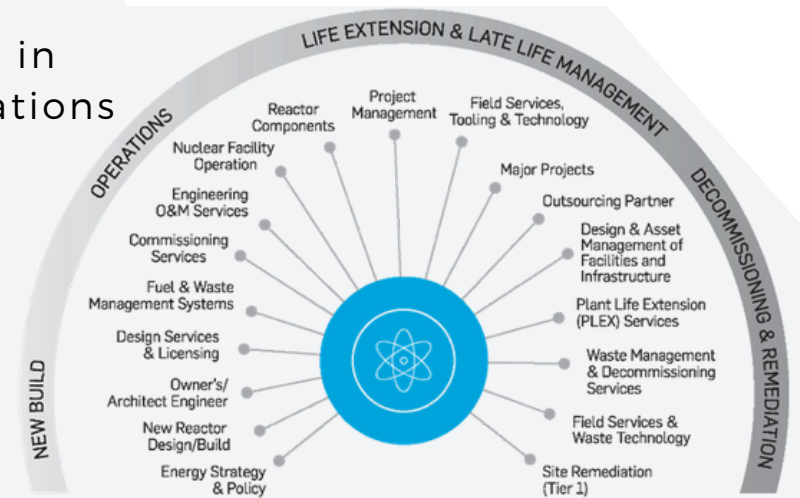 in
ations
LIFE EXTENSION & LATE LIFE MANAGEMENT
OPERATIONS
NEW BUILD
DECOMMISSIONING & REMEDIATION
Project
Management
Reactor
Components
Field Services,
Tooling & Technology
Nuclear Facility
Operation
Major Projects
Engineering
O&M Services
Outsourcing Partner
Commissioning
Services
Design & Asset
Management of
Facilities and
Infrastructure
Fuel & Waste
Management Systems
Plant Life Extension
(PLEX) Services
Design Services
& Licensing
Waste Management
& Decommissioning
Services
Owner's/
Architect Engineer
Field Services &
Waste Technology
New Reactor
Design/Build
Energy Strategy
& Policy
Site Remediation
(Tier 1)